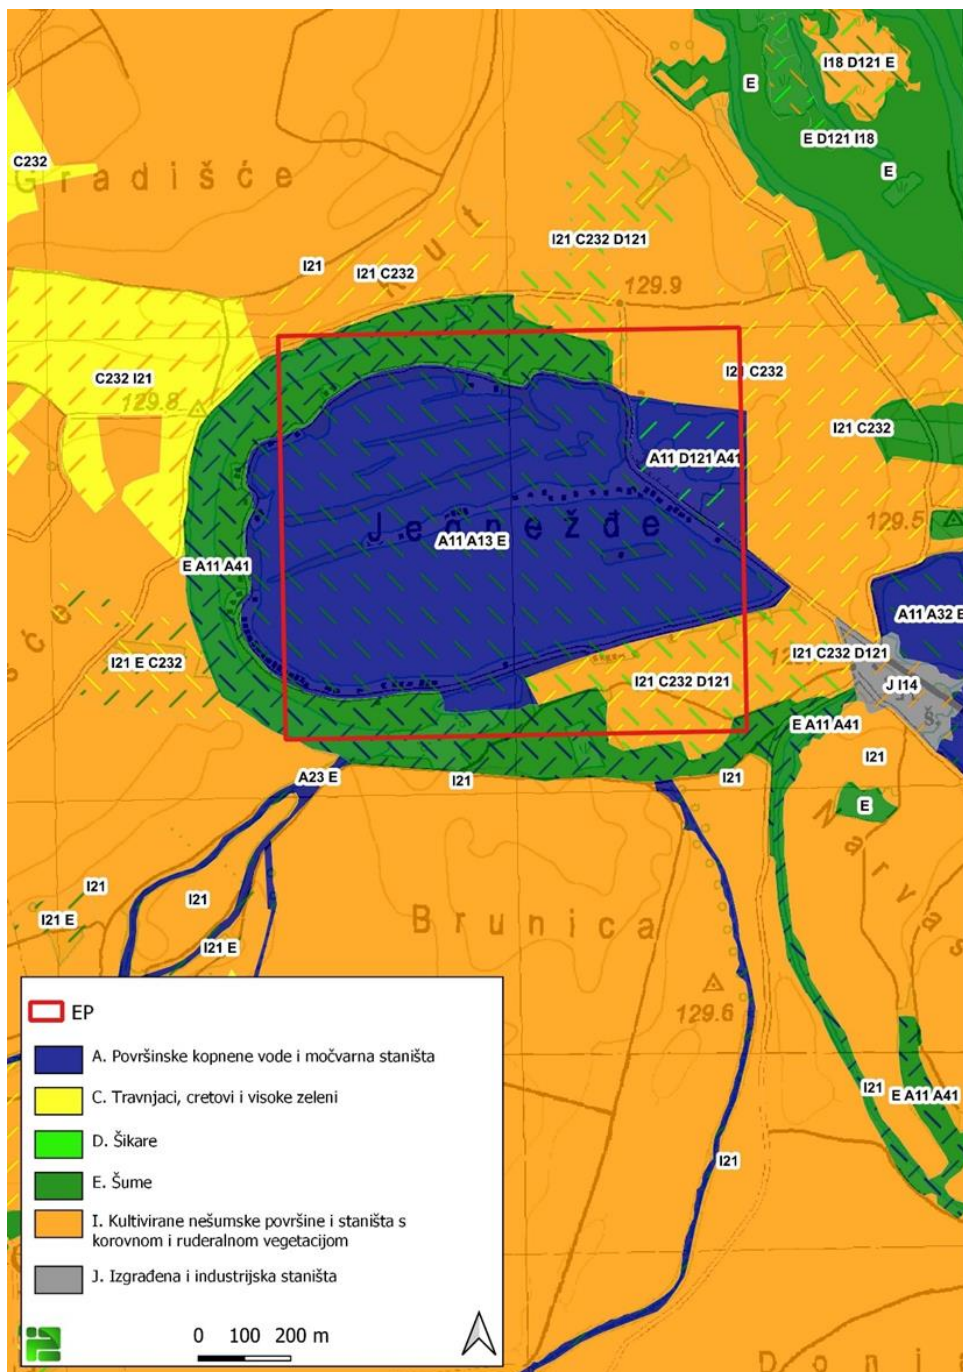 I18 D121 E
E
E D121 I18
C232
E
Gradišće
I21 C232 D121
Kut
I21
I21 C232
129.9
I21 C232
C232 I21
129.8
I21 C232
A11 D121 A41
129.5
Jegnežđe
A11 A13 E
E A11 A41
A11 A32 E
I21 C232 D121
I21 E C232
I21 C232 D121
J I14
Š.
E A11 A41
I21
A23 E
I21
I21
E
I21
I21
I21 E
Brunica
I21 E
129.6
I21
E A11 A41
I21
EP
A. Površinske kopnene vode i močvarna staništa
C. Travnjaci, cretovi i visoke zeleni
D. Šikare
E. Šume
I. Kultivirane nešumske površine i staništa s
korovnom i ruderalnom vegetacijom
J. Izgrađena i industrijska staništa
0 100 200 m